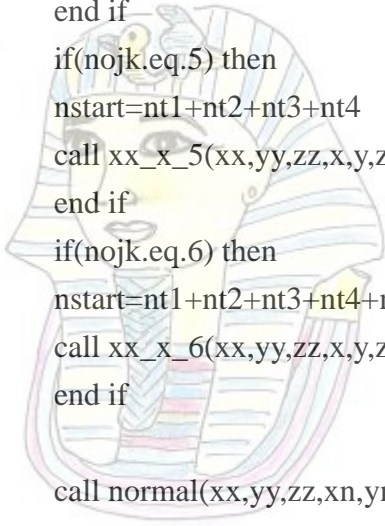 end if
if(nojk.eq.5) then
nstart=nt1+nt2+nt3+nt4
call xx_x_5(xx,yy,zz,x,y,z
end if
if(nojk.eq.6) then
nstart=nt1+nt2+nt3+nt4+
call xx_x_6(xx,yy,zz,x,y,z
end if
call normal(xx,yy,zz,xn,y